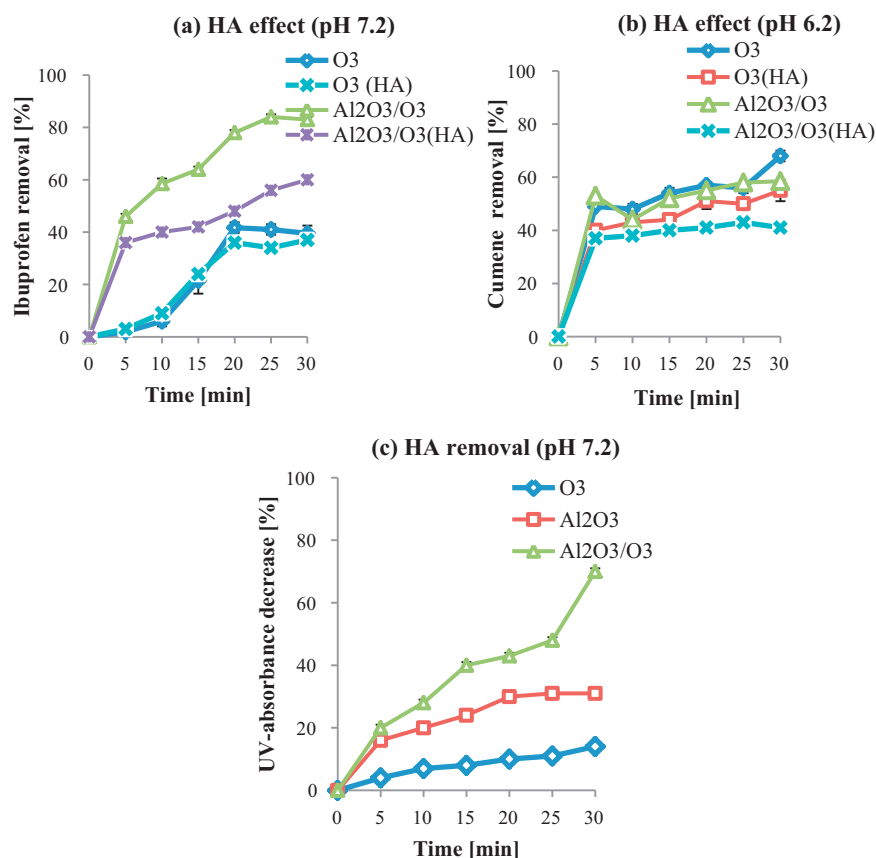 (a) HA effect (pH 7.2)
O3
O3 (HA)
Al2O3/O3
Al2O3/O3(HA)
Ibuprofen removal [%]
100
80
60
40
20
0
0 5 10 15 20 25 30
Time [min]
(b) HA effect (pH 6.2)
O3
O3(HA)
Al2O3/O3
Al2O3/O3(HA)
Cumene removal [%]
100
80
60
40
20
0
0 5 10 15 20 25 30
Time [min]
(c) HA removal (pH 7.2)
O3
Al2O3
Al2O3/O3
UV-absorbance decrease [%]
100
80
60
40
20
0
0 5 10 15 20 25 30
Time [min]